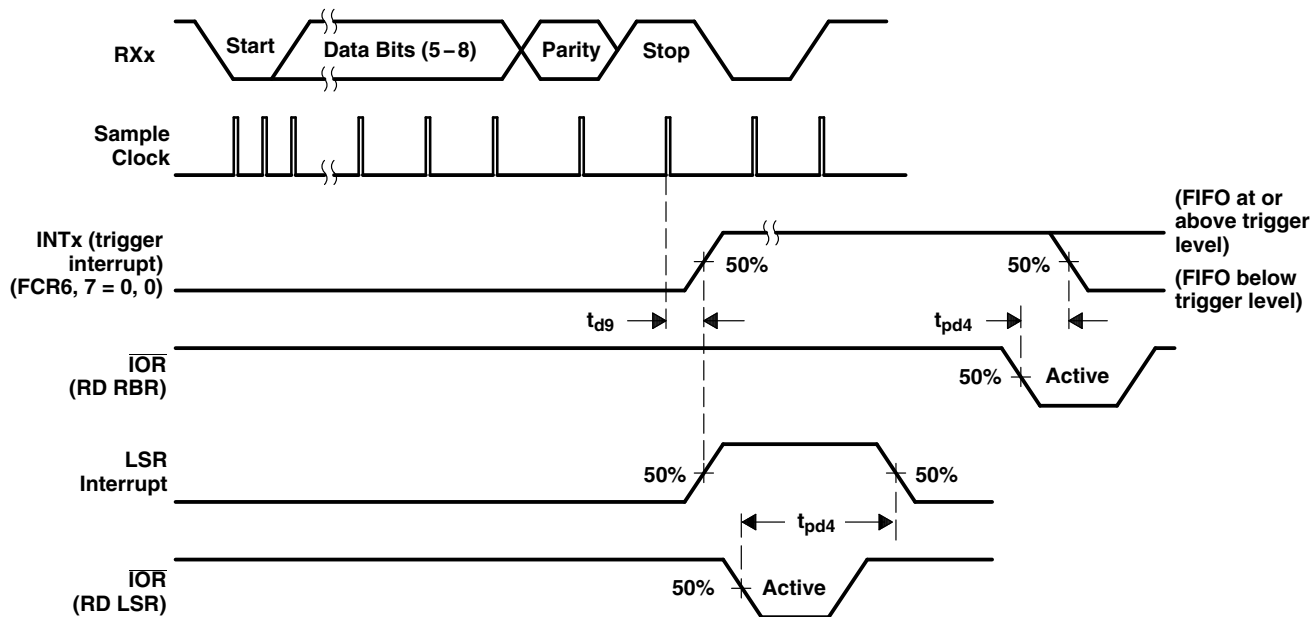 RXx
Start
Data Bits (5–8)
Parity
Stop
Sample
Clock
INTx (trigger
interrupt)
(FCR6, 7 = 0, 0)
50%
50%
(FIFO at or
above trigger
level)
(FIFO below
trigger level)
td9
tpd4
IOR
(RD RBR)
50%
Active
LSR
Interrupt
50%
50%
tpd4
IOR
(RD LSR)
50%
Active